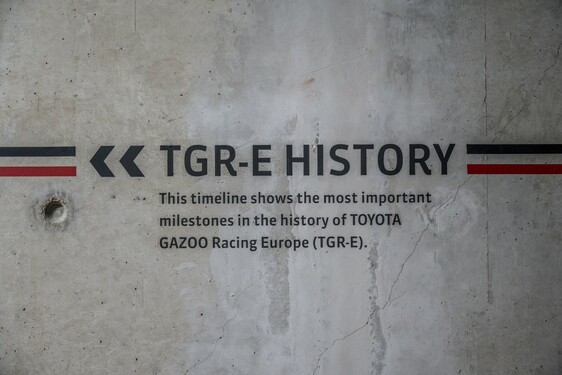 TGR-E HISTORY
This timeline shows the most important
milestones in the history of TOYOTA
GAZOO Racing Europe (TGR-E).